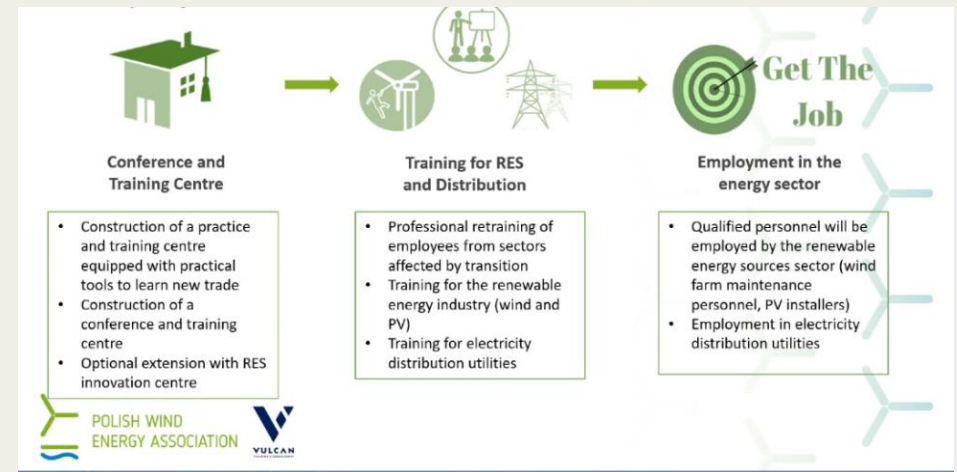 Get The
Job
Conference and
Training Centre
Training for RES
and Distribution
Employment in the
energy sector
• Construction of a practice
and training centre
equipped with practical
tools to learn new trade
• Construction of a
conference and training
centre
• Optional extension with RES
innovation centre
• Professional retraining of
employees from sectors
affected by transition
• Training for the renewable
energy industry (wind and
PV)
• Training for electricity
distribution utilities
• Qualified personnel will be
employed by the renewable
energy sources sector (wind
farm maintenance
personnel, PV installers)
• Employment in electricity
distribution utilities
POLISH WIND
ENERGY ASSOCIATION
VULCAN